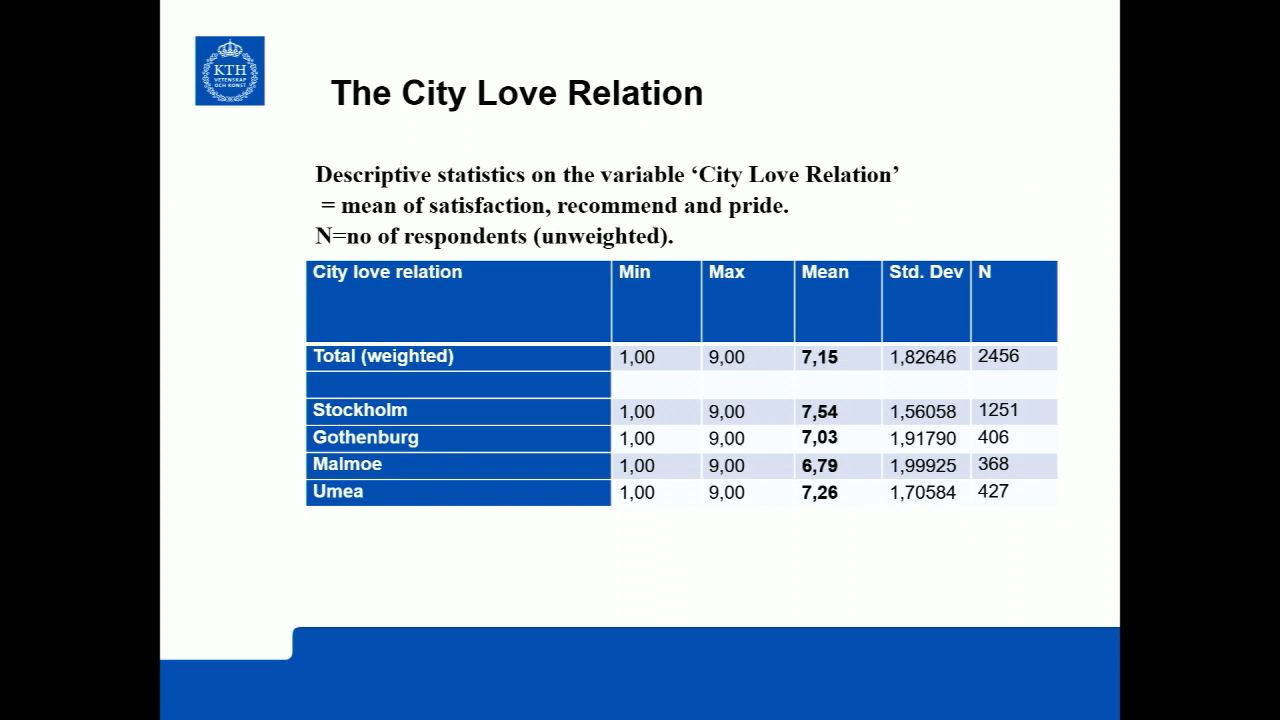 KTH
VETENSKAP
OCH KONST
The City Love Relation
Descriptive statistics on the variable ‘City Love Relation’
= mean of satisfaction, recommend and pride.
N=no of respondents (unweighted).
City love relation Min Max Mean Std. Dev N
Total (weighted) 1,00 9,00 7,15 1,82646 2456
Stockholm 1,00 9,00 7,54 1,56058 1251
Gothenburg 1,00 9,00 7,03 1,91790 406
Malmoe 1,00 9,00 6,79 1,99925 368
Umea 1,00 9,00 7,26 1,70584 427